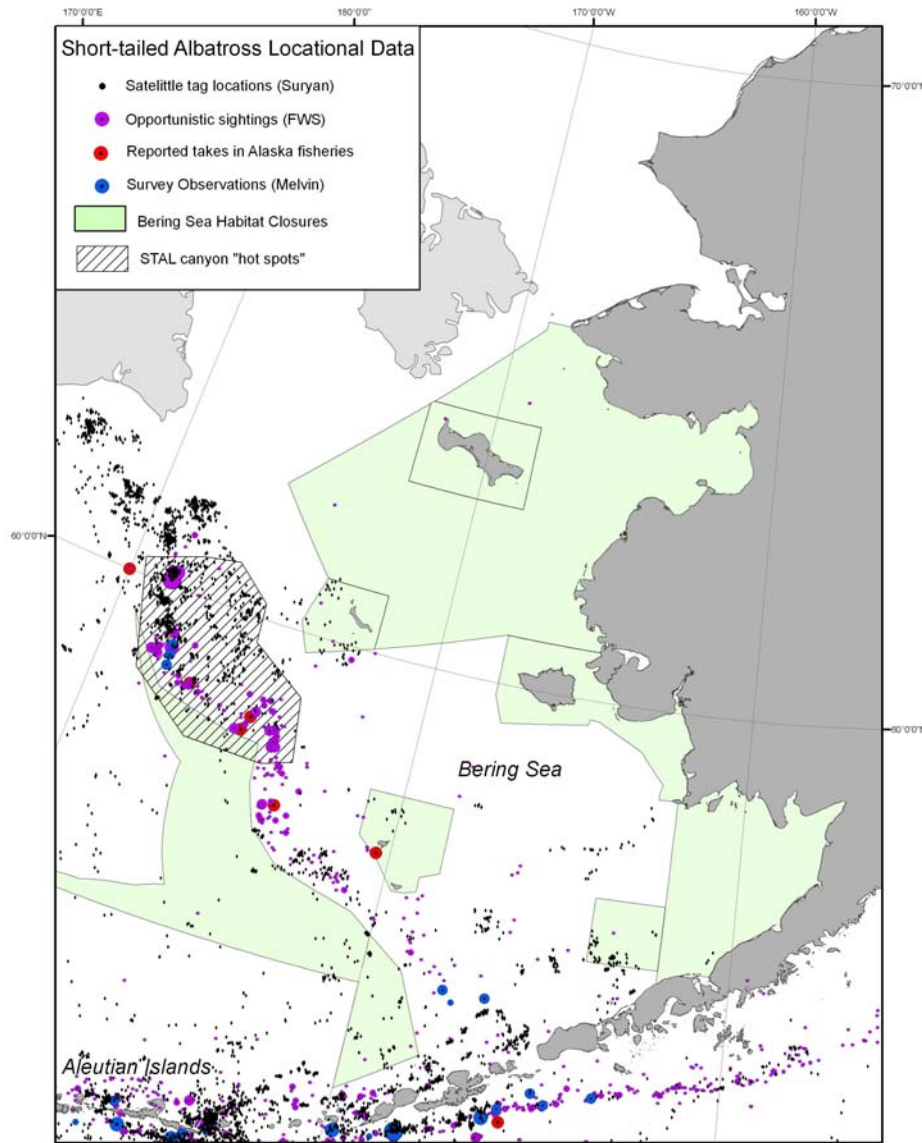 170°0'0"E
180°0'0"
170°0'0"W
160°0'0"W
Short-tailed Albatross Locational Data
Satelittle tag locations (Suryan)
Opportunistic sightings (FWS)
Reported takes in Alaska fisheries
Survey Observations (Melvin)
Bering Sea Habitat Closures
STAL canyon "hot spots"
70°0'0"N
60°0'0"N
60°0'0"N
Bering Sea
Aleutian Islands